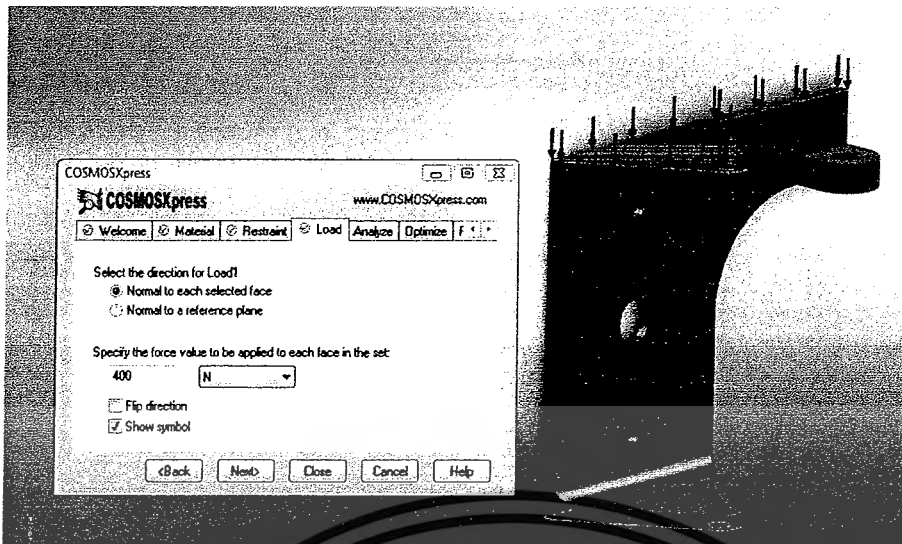 COSMOSXpress
COSMOSXpress www.COSMOSXpress.com
Welcome Material Restraint Load Analyze Optimize
Select the direction for Load1
Normal to each selected face
Normal to a reference plane
Specify the force value to be applied to each face in the set:
400 N
Flip direction
Show symbol
<Back Next> Close Cancel Help